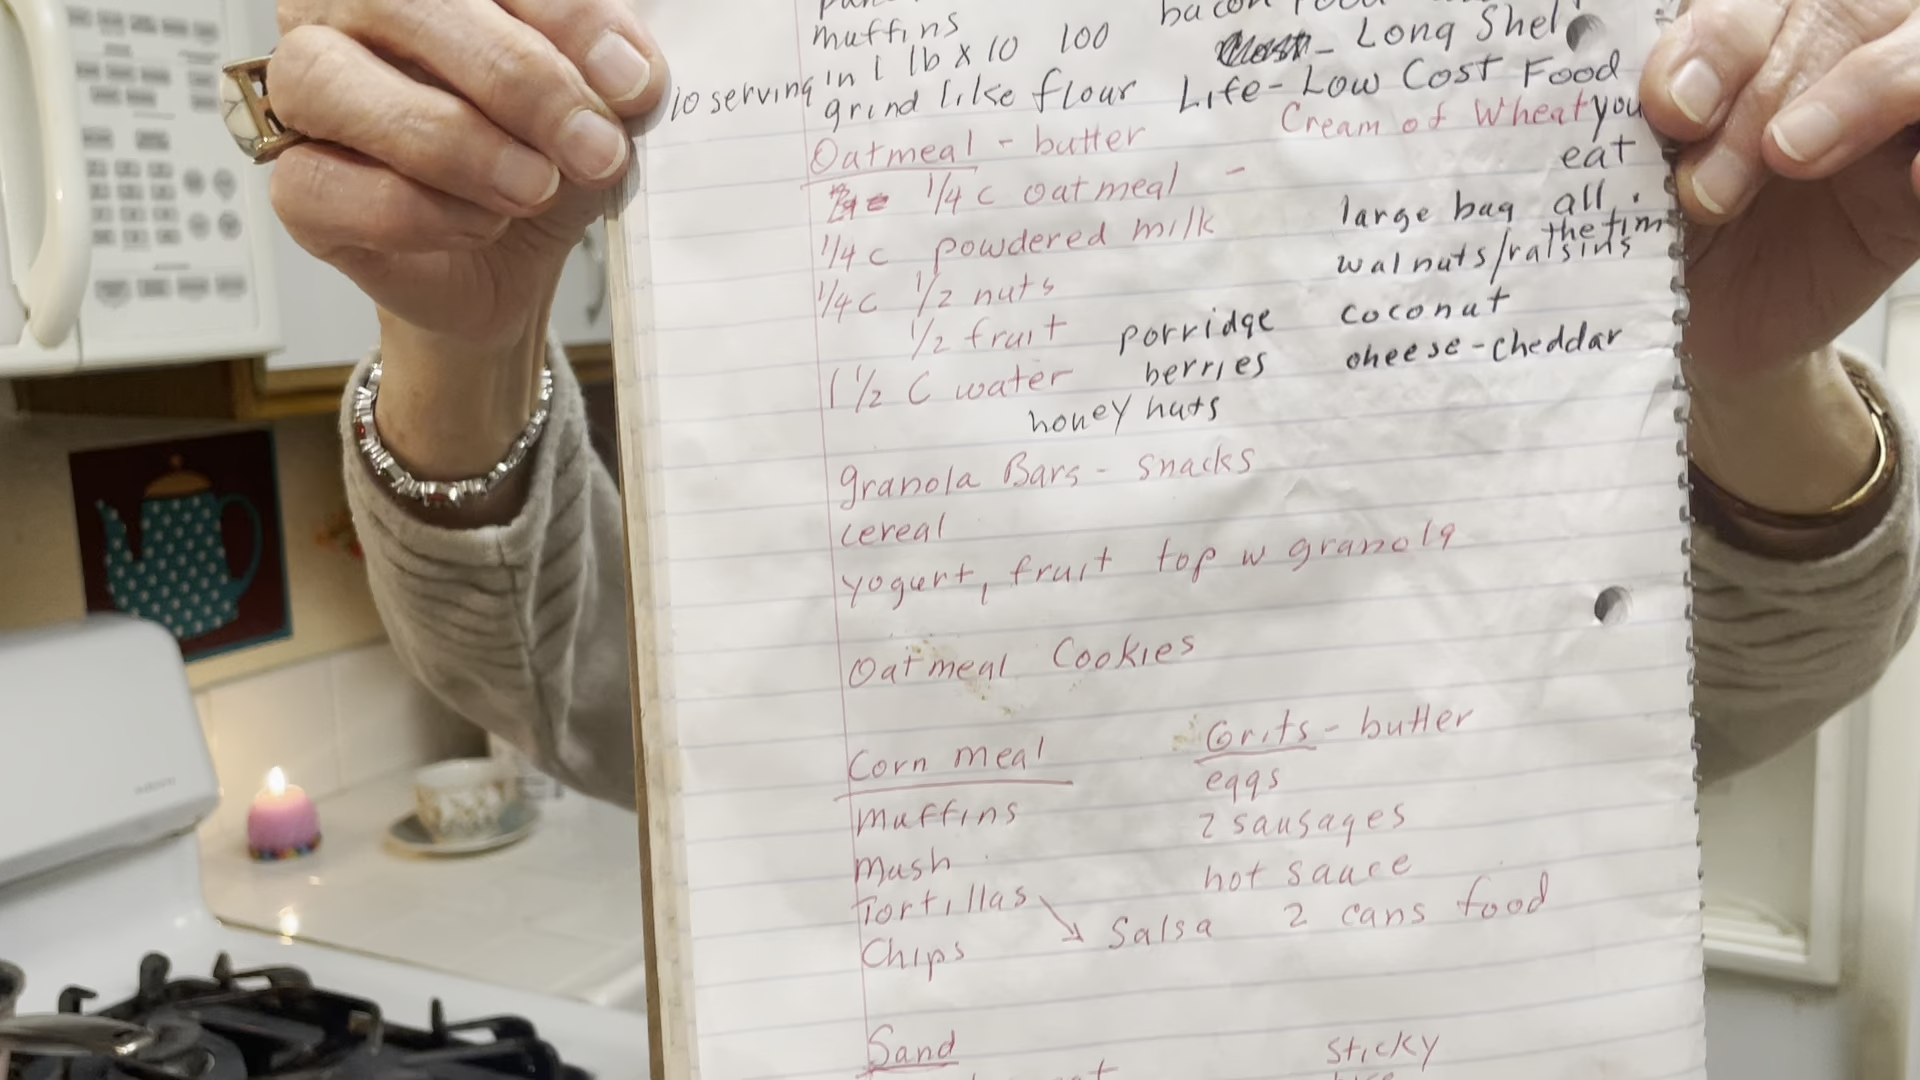 muffins
10 serving in 1 lb x 10 100
grind like flour
bacon
Long Shel
Life - Low Cost Food
you
eat
all
the tim
Oatmeal - butter
1/4 c oatmeal -
1/4 c powdered milk
1/4 c 1/2 nuts
1/2 fruit
1 1/2 C water
porridge
berries
honey nuts
Cream of Wheat
large bag
walnuts/raisins
coconut
cheese - cheddar
granola Bars - snacks
cereal
yogurt, fruit top w granola
Oatmeal Cookies
Corn meal
muffins
mush
Tortillas
Chips
Salsa
Grits - butter
eggs
2 sausages
hot sauce
2 cans food
Sand
Sticky